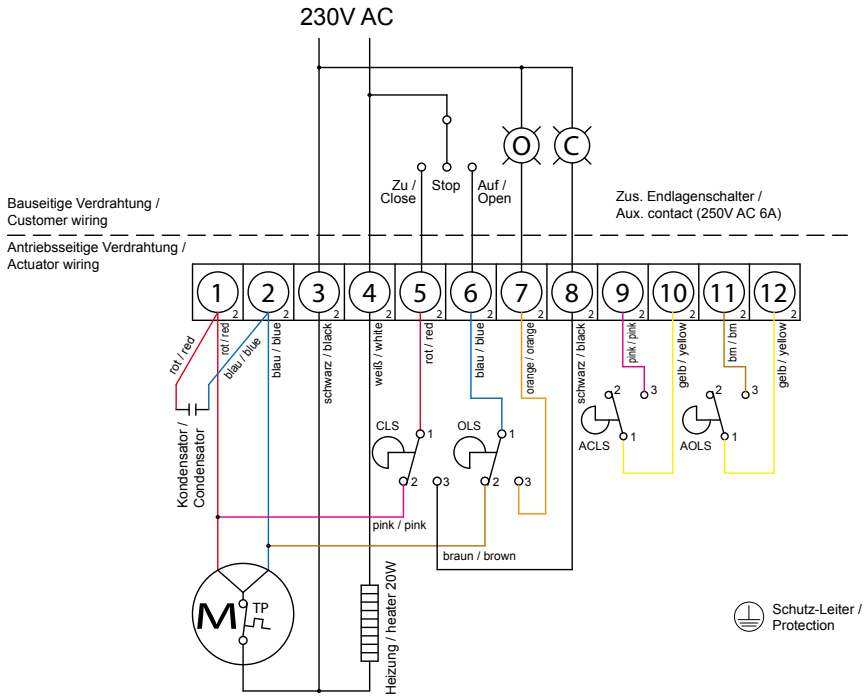 230V AC
O
C
Zu /
Close
Stop
Auf /
Open
Bauseitige Verdrahtung /
Customer wiring
Zus. Endlagenschalter /
Aux. contact (250V AC 6A)
Antriebsseitige Verdrahtung /
Actuator wiring
1 2 3 4 5 6 7 8 9 10 11 12
2 2 2 2 2 2 2 2 2 2 2 2
rot / red
rot / red
blau / blue
blau / blue
schwarz / black
weiß / white
rot / red
blau / blue
orange / orange
schwarz / black
pink / pink
gelb / yellow
brn / brn
gelb / yellow
Kondensator /
Condensator
CLS
1
2
3
OLS
1
2
3
2
3
1
ACLS
2
3
1
AOLS
pink / pink
braun / brown
M
TP
Heizung / heater 20W
Schutz-Leiter /
Protection